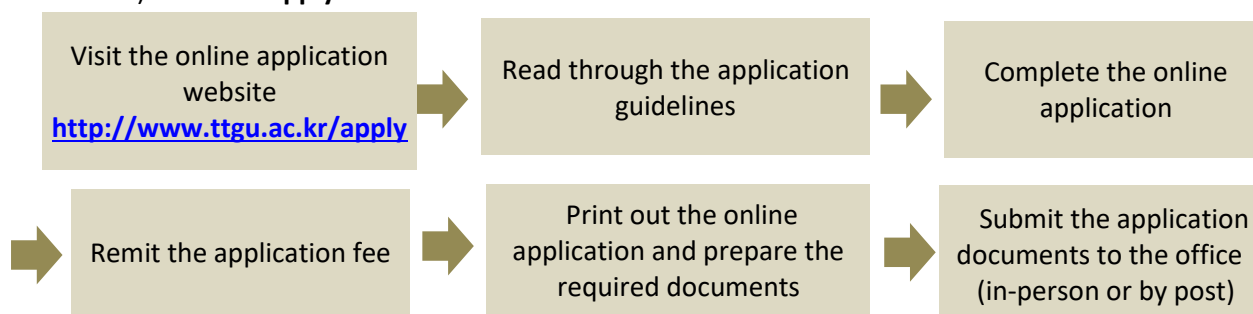 Visit the online application
website
http://www.ttgu.ac.kr/apply
Read through the application
guidelines
Complete the online
application
Remit the application fee
Print out the online
application and prepare the
required documents
Submit the application
documents to the office
(in-person or by post)